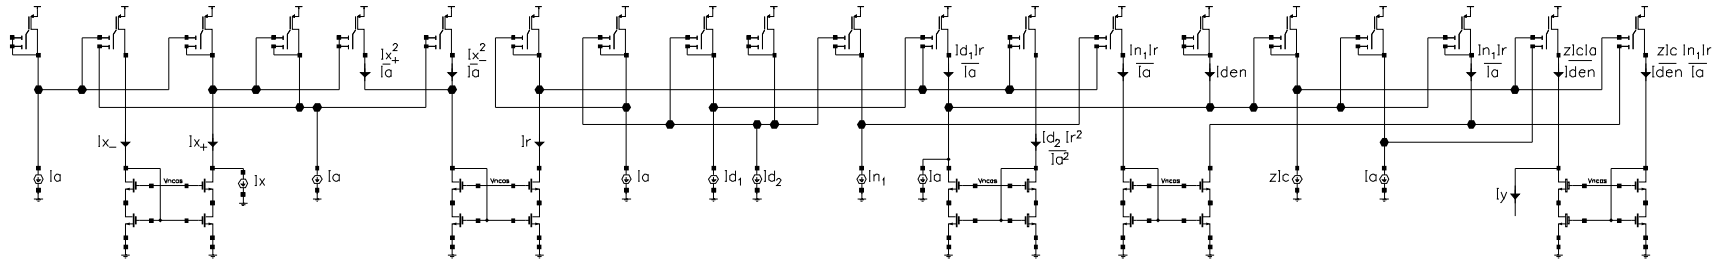 Ix₊²
Ia
Ix₋²
Ia
Id₁Ir
Ia
In₁Ir
Ia
Iden
In₁Ir
Ia
zIcIa
Iden
zIc In₁Ir
Iden Ia
Ix₋
Ix₊
Ir
Id₂ Ir²
Ia²
Ia
Vncas
Ix
Ia
Vncas
Ia
Id₁
Id₂
In₁
Ia
Vncas
Vncas
zIc
Ia
Iy
Vncas